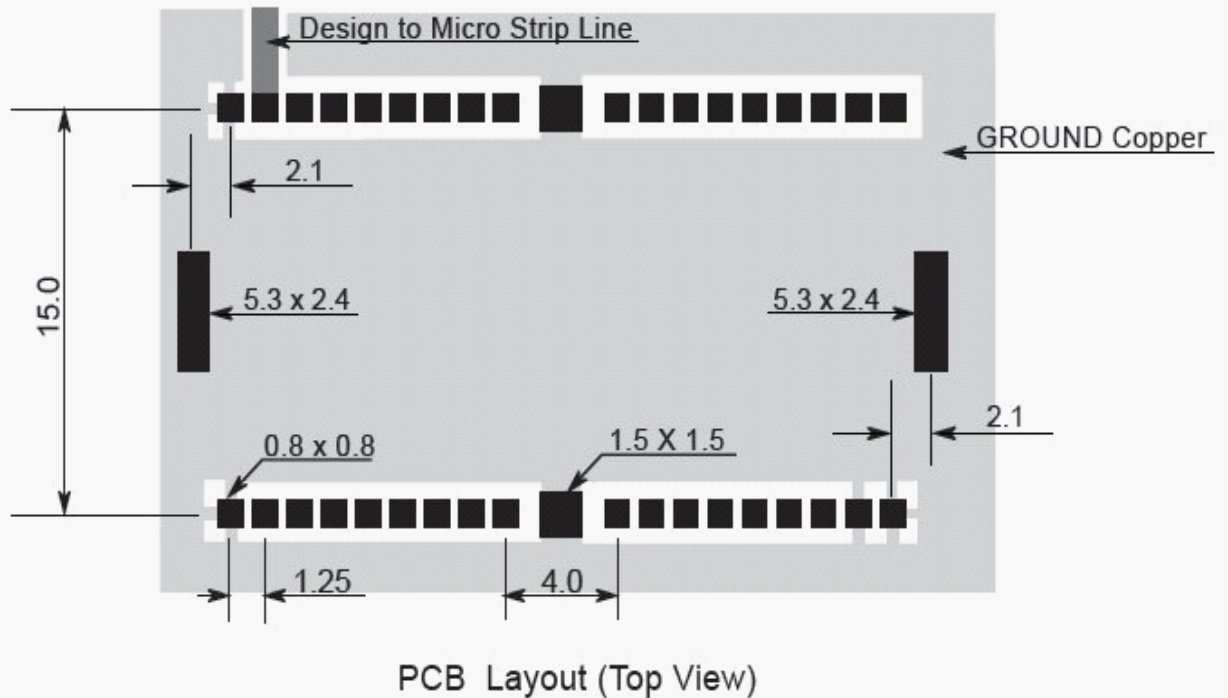 Design to Micro Strip Line
GROUND Copper
2.1
15.0
5.3 x 2.4
5.3 x 2.4
2.1
0.8 x 0.8
1.5 X 1.5
1.25
4.0
PCB Layout (Top View)